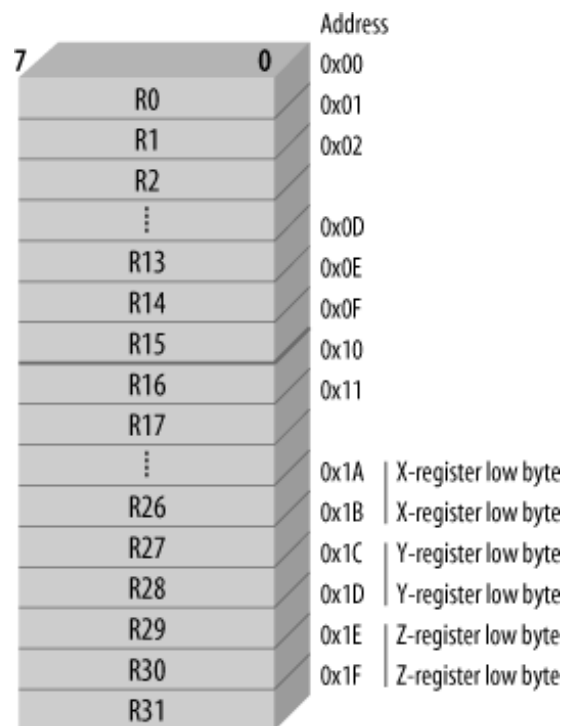 Address
7 0 0x00
R0 0x01
R1 0x02
R2
0x0D
R13 0x0E
R14 0x0F
R15 0x10
R16 0x11
R17
0x1A X-register low byte
R26 0x1B X-register low byte
R27 0x1C Y-register low byte
R28 0x1D Y-register low byte
R29 0x1E Z-register low byte
R30 0x1F Z-register low byte
R31